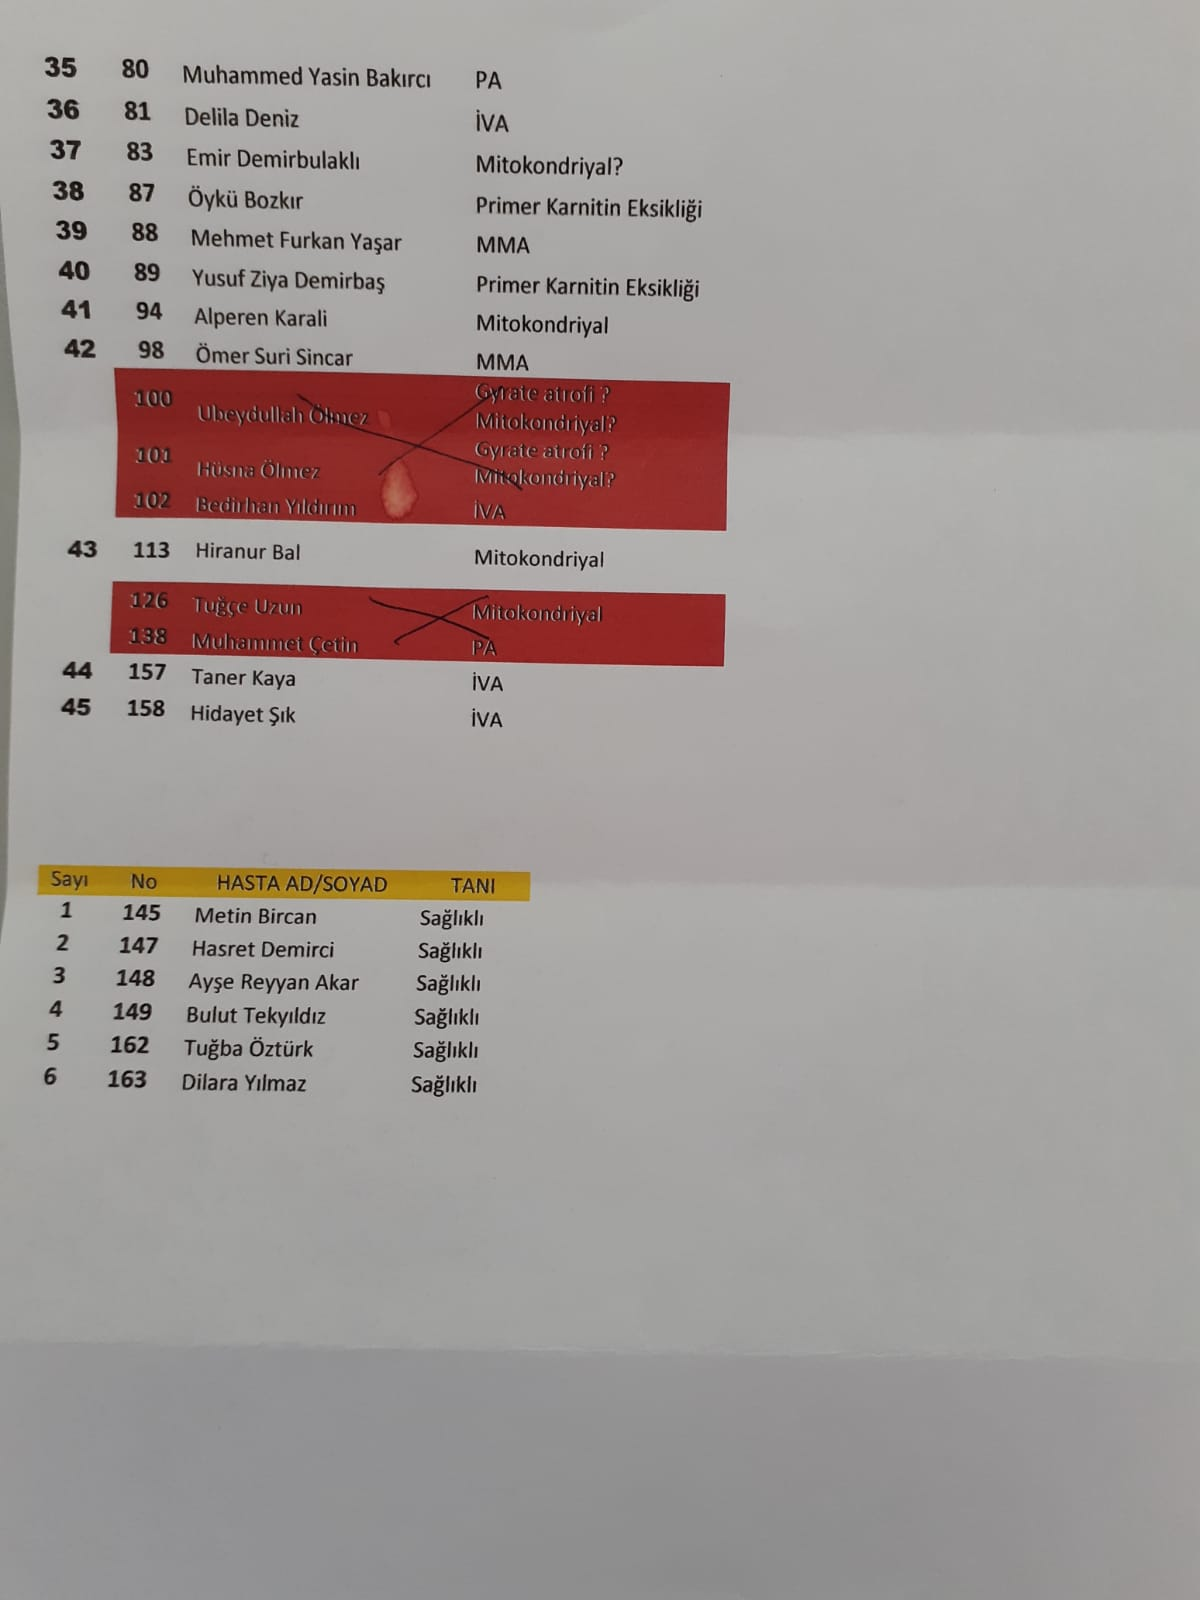 35 80 Muhammed Yasin Bakırcı PA
36 81 Delila Deniz İVA
37 83 Emir Demirbulaklı Mitokondriyal?
38 87 Öykü Bozkır Primer Karnitin Eksikliği
39 88 Mehmet Furkan Yaşar MMA
40 89 Yusuf Ziya Demirbaş Primer Karnitin Eksikliği
41 94 Alperen Karali Mitokondriyal
42 98 Ömer Suri Sincar MMA
Gyrate atrofi ?
100 Ubeydullah Ölmez Mitokondriyal?
Gyrate atrofi ?
101 Hüsna Ölmez Mitokondriyal?
102 Bedirhan Yıldırım İVA
43 113 Hiranur Bal Mitokondriyal
126 Tuğçe Uzun Mitokondriyal
138 Muhammet Çetin PA
44 157 Taner Kaya İVA
45 158 Hidayet Şık İVA
Sayı No HASTA AD/SOYAD TANI
1 145 Metin Bircan Sağlıklı
2 147 Hasret Demirci Sağlıklı
3 148 Ayşe Reyyan Akar Sağlıklı
4 149 Bulut Tekyıldız Sağlıklı
5 162 Tuğba Öztürk Sağlıklı
6 163 Dilara Yılmaz Sağlıklı